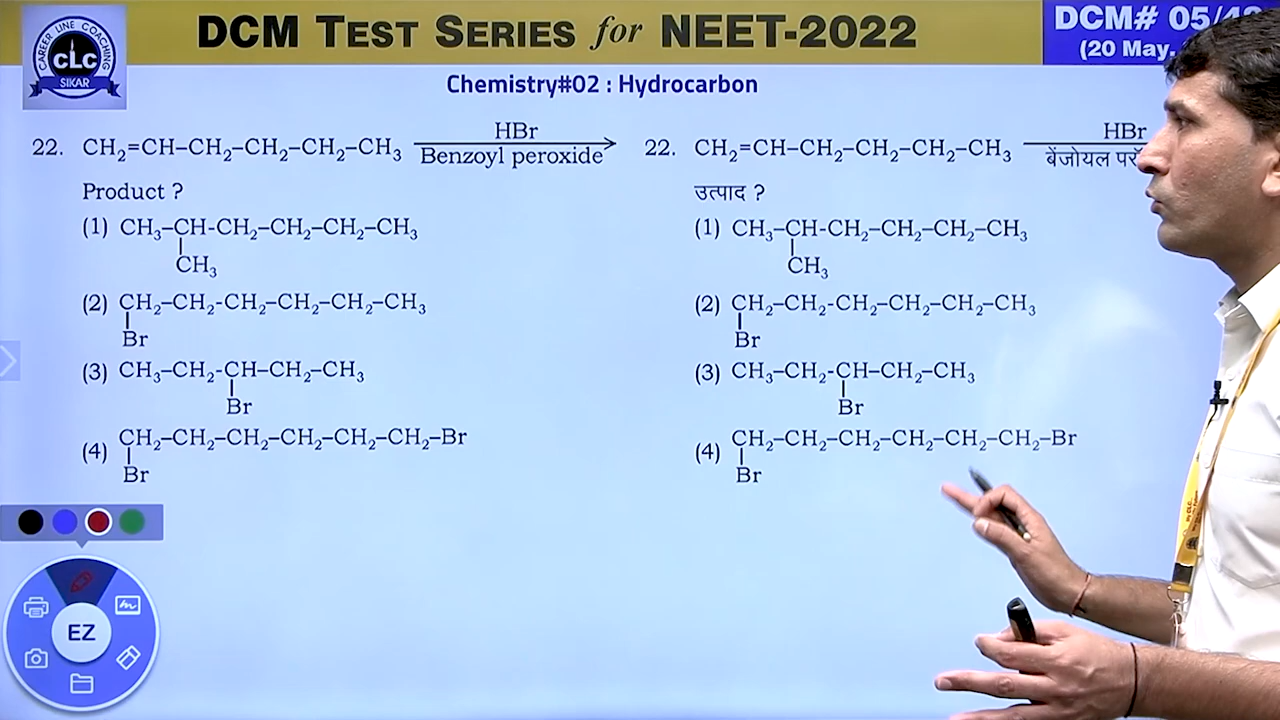 CAREER LINE COACHING
CLC
SIKAR
DCM TEST SERIES for NEET-2022
DCM# 05/
(20 May.
Chemistry#02 : Hydrocarbon
22. CH₂=CH–CH₂–CH₂–CH₂–CH₃ HBr
Benzoyl peroxide
Product ?
(1) CH₃–CH-CH₂–CH₂–CH₂–CH₃
CH₃
(2) CH₂–CH₂-CH₂–CH₂–CH₂–CH₃
Br
(3) CH₃–CH₂-CH–CH₂–CH₃
Br
(4) CH₂–CH₂–CH₂–CH₂–CH₂–CH₂–Br
Br
22. CH₂=CH–CH₂–CH₂–CH₂–CH₃ HBr
बेंजोयल
उत्पाद ?
(1) CH₃–CH-CH₂–CH₂–CH₂–CH₃
CH₃
(2) CH₂–CH₂-CH₂–CH₂–CH₂–CH₃
Br
(3) CH₃–CH₂-CH–CH₂–CH₃
Br
(4) CH₂–CH₂–CH₂–CH₂–CH₂–CH₂–Br
Br
EZ